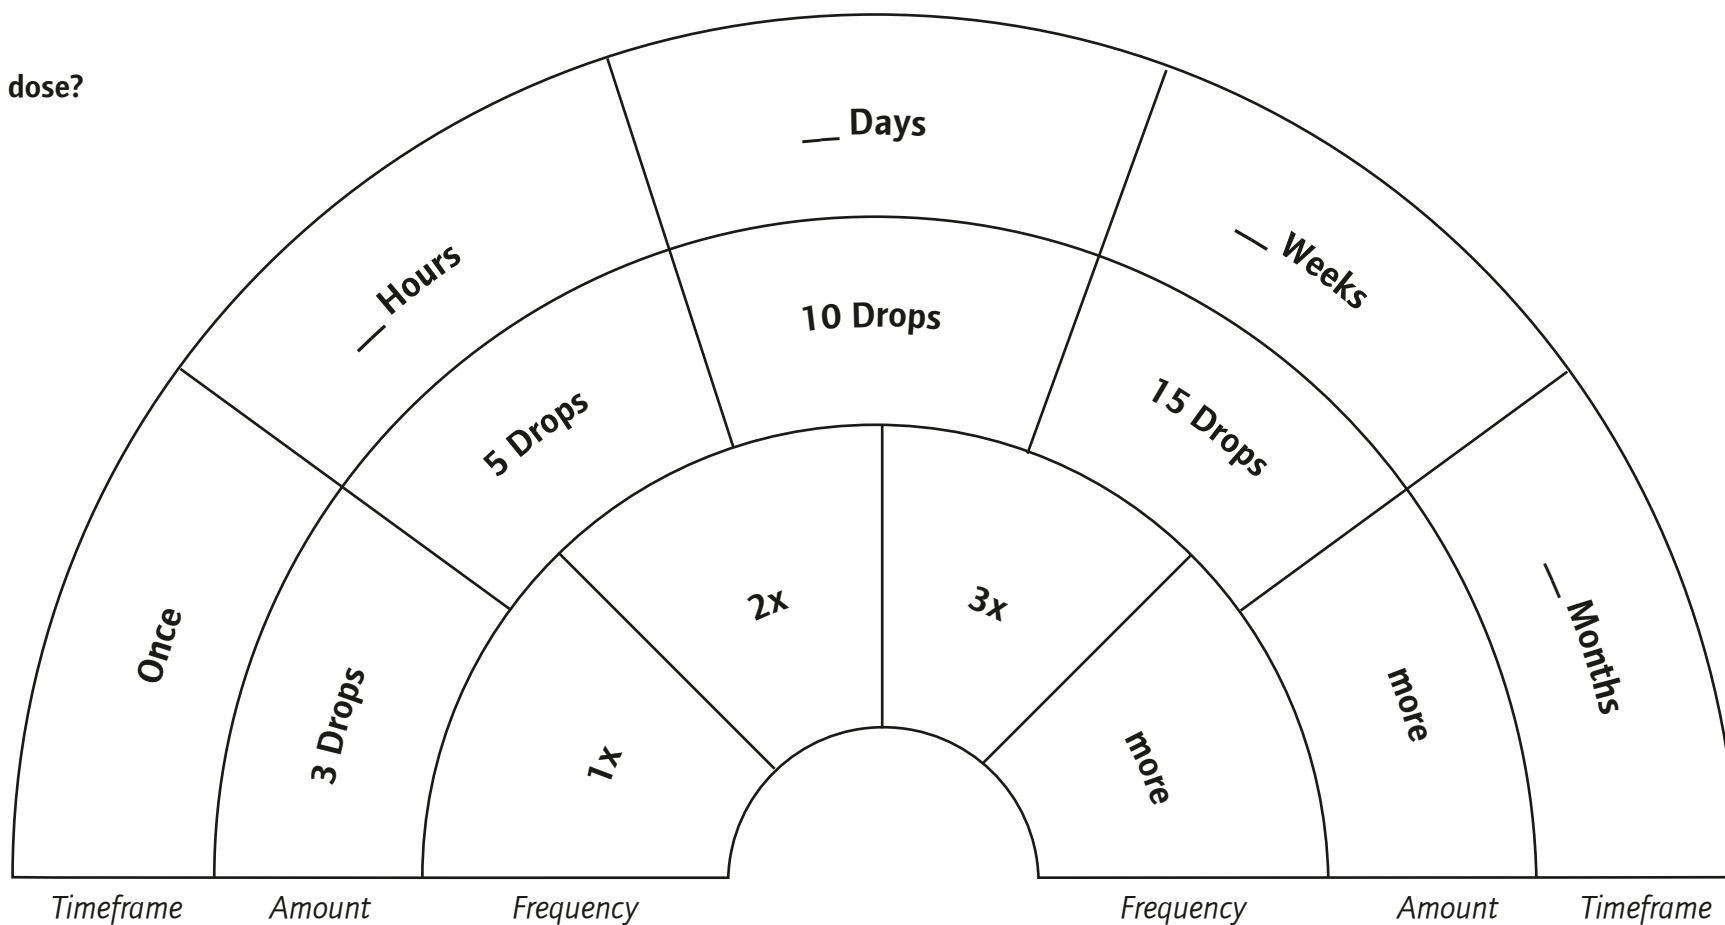 dose?
Once
__ Hours
__ Days
__ Weeks
__ Months
3 Drops
5 Drops
10 Drops
15 Drops
more
1x
2x
3x
more
Timeframe
Amount
Frequency
Frequency
Amount
Timeframe